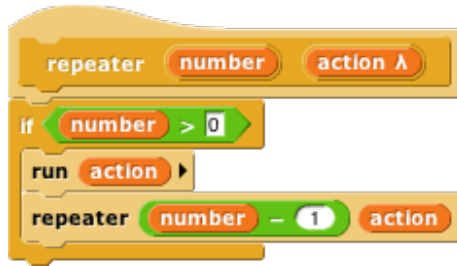 repeater number action λ
if number > 0
run action
repeater number − 1 action